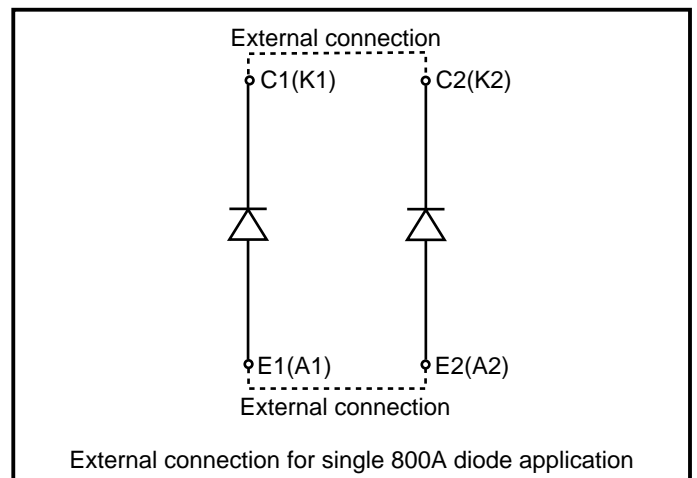 External connection
C1(K1) C2(K2)
E1(A1) E2(A2)
External connection
External connection for single 800A diode application